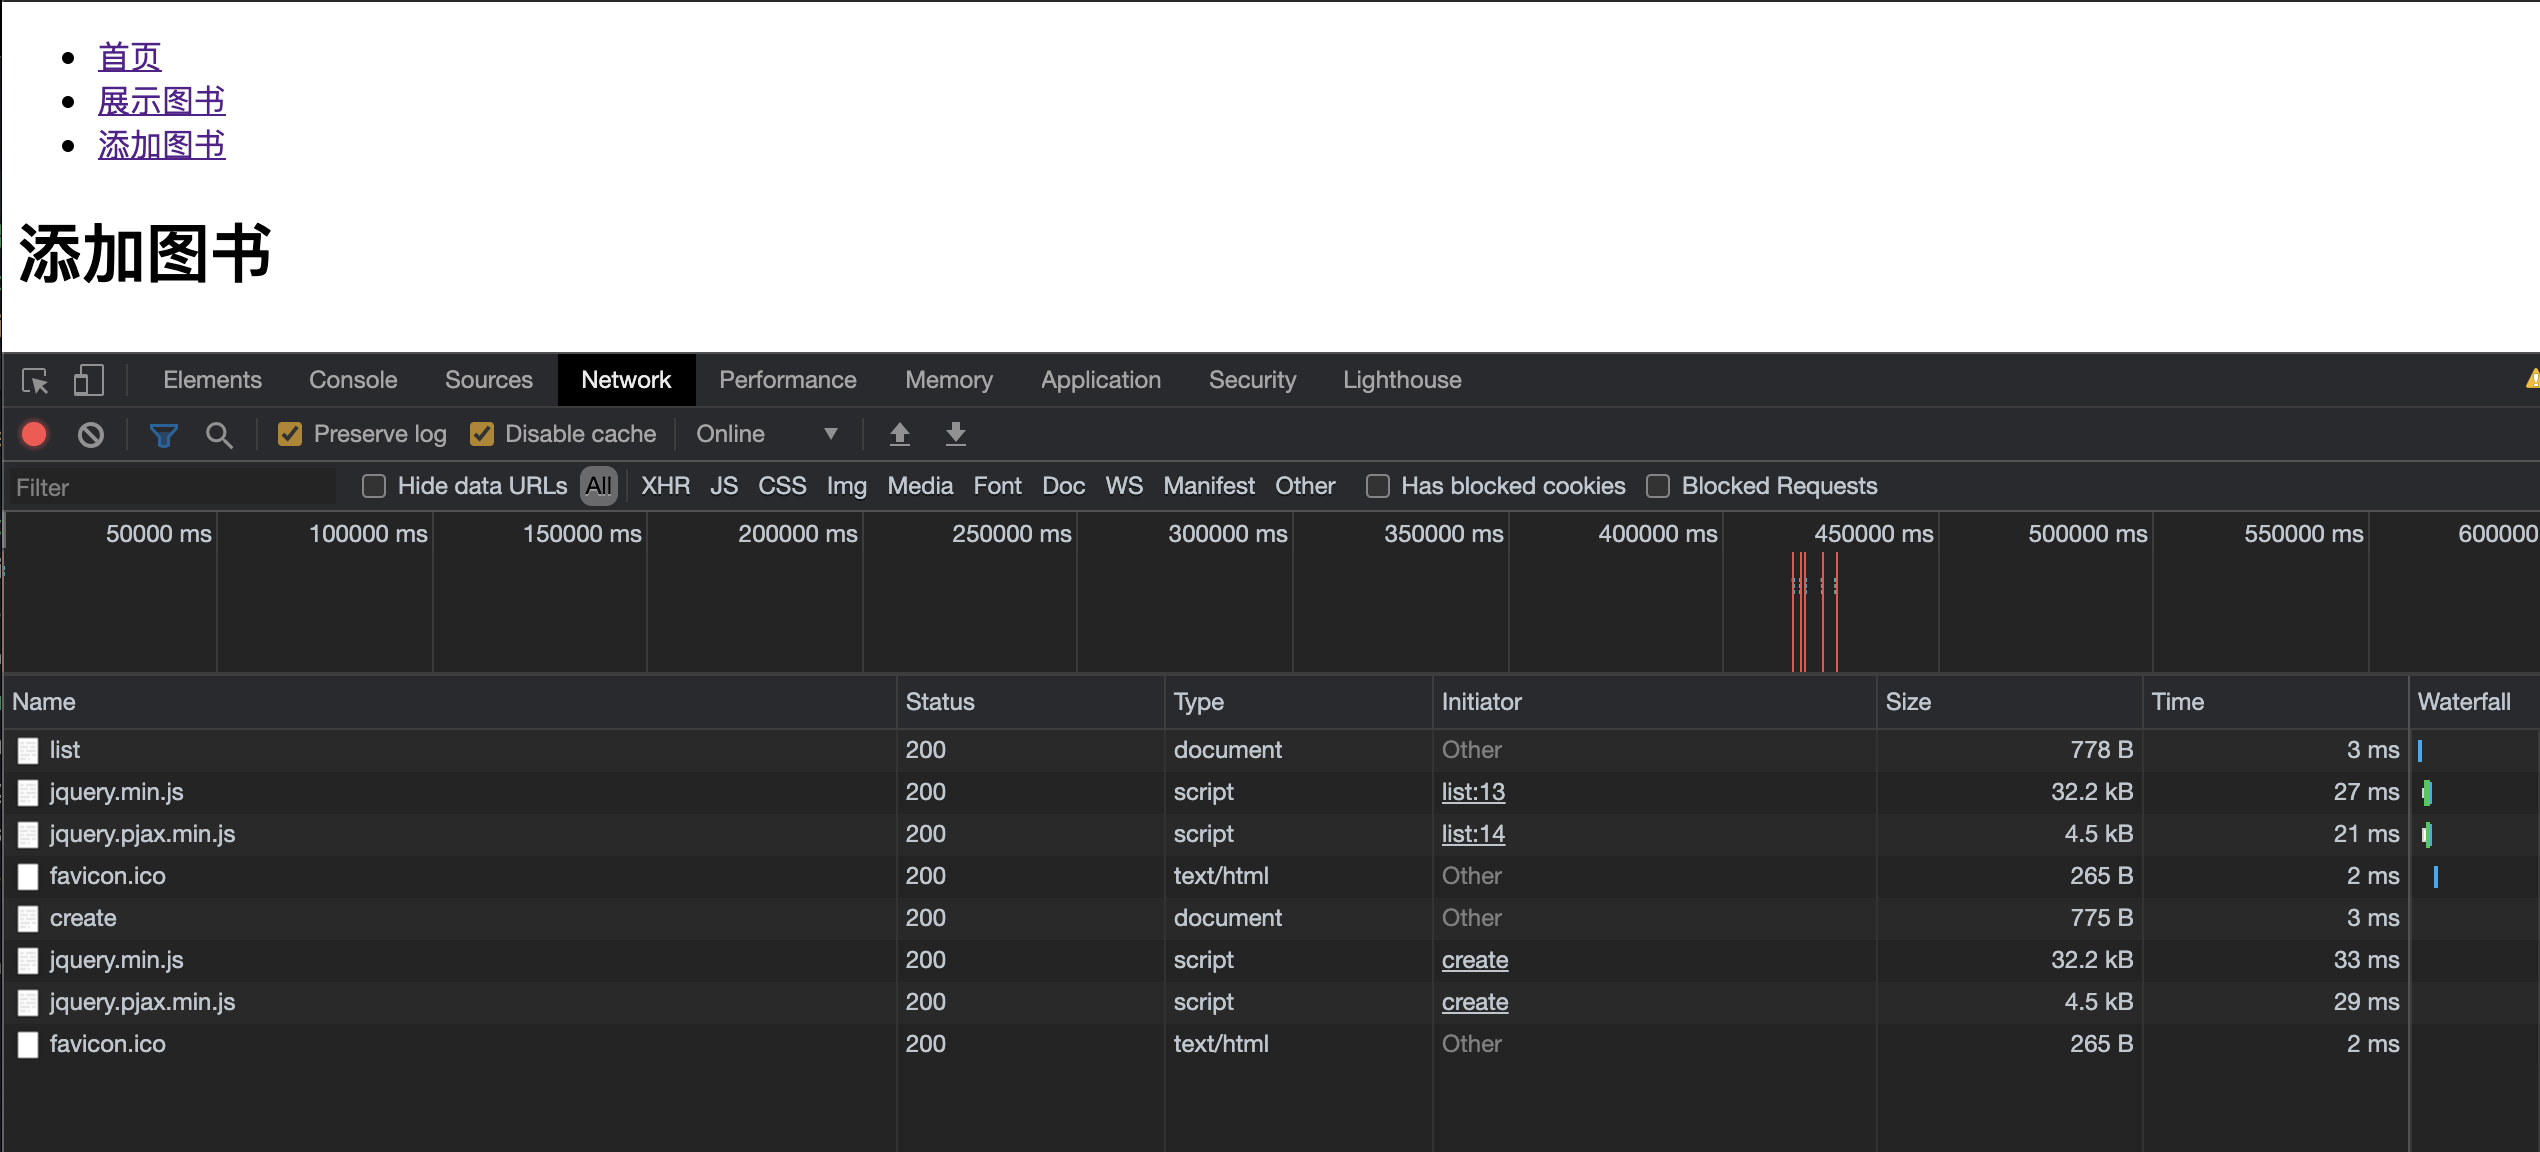 首页
展示图书
添加图书
添加图书
Elements Console Sources Network Performance Memory Application Security Lighthouse
Preserve log Disable cache Online
Filter Hide data URLs All XHR JS CSS Img Media Font Doc WS Manifest Other Has blocked cookies Blocked Requests
50000 ms 100000 ms 150000 ms 200000 ms 250000 ms 300000 ms 350000 ms 400000 ms 450000 ms 500000 ms 550000 ms 600000
Name Status Type Initiator Size Time Waterfall
list 200 document Other 778 B 3 ms
jquery.min.js 200 script list:13 32.2 kB 27 ms
jquery.pjax.min.js 200 script list:14 4.5 kB 21 ms
favicon.ico 200 text/html Other 265 B 2 ms
create 200 document Other 775 B 3 ms
jquery.min.js 200 script create 32.2 kB 33 ms
jquery.pjax.min.js 200 script create 4.5 kB 29 ms
favicon.ico 200 text/html Other 265 B 2 ms